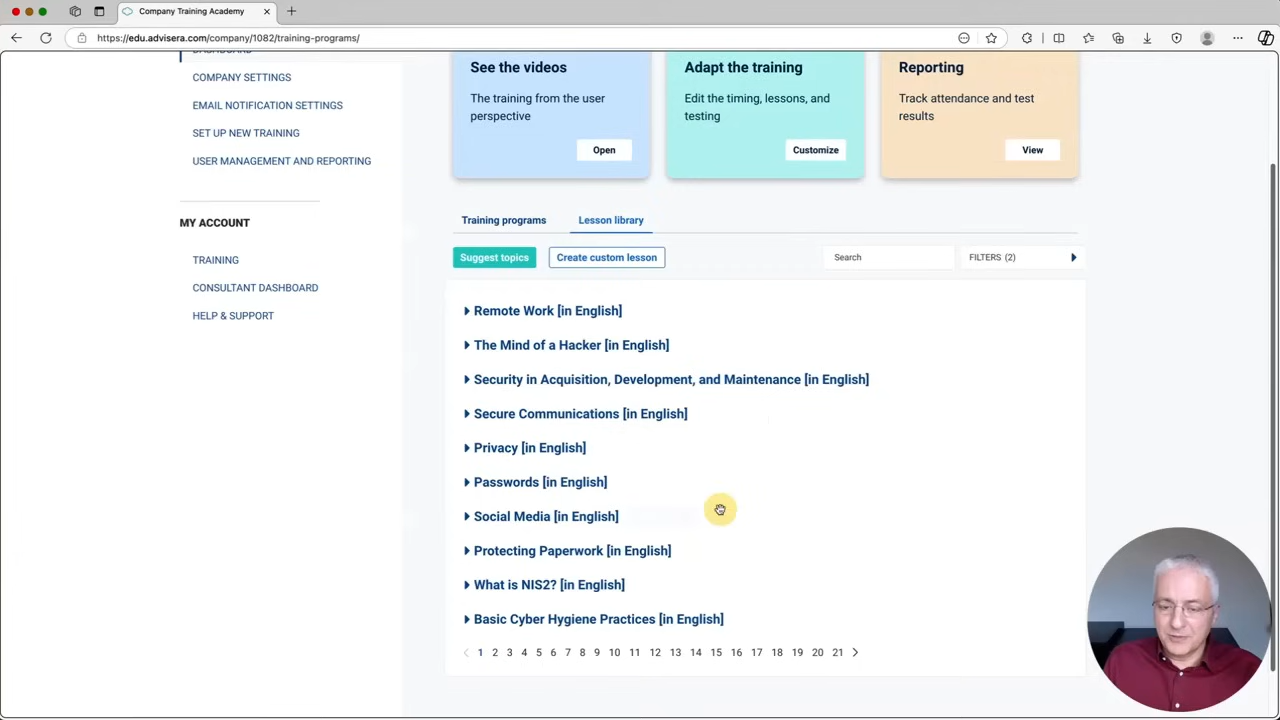 Company Training Academy
https://edu.advisera.com/company/1082/training-programs/
DASHBOARD
COMPANY SETTINGS
EMAIL NOTIFICATION SETTINGS
SET UP NEW TRAINING
USER MANAGEMENT AND REPORTING
MY ACCOUNT
TRAINING
CONSULTANT DASHBOARD
HELP & SUPPORT
See the videos
The training from the user
perspective
Open
Adapt the training
Edit the timing, lessons, and
testing
Customize
Reporting
Track attendance and test
results
View
Training programs Lesson library
Suggest topics Create custom lesson Search FILTERS (2)
Remote Work [in English]
The Mind of a Hacker [in English]
Security in Acquisition, Development, and Maintenance [in English]
Secure Communications [in English]
Privacy [in English]
Passwords [in English]
Social Media [in English]
Protecting Paperwork [in English]
What is NIS2? [in English]
Basic Cyber Hygiene Practices [in English]
1 2 3 4 5 6 7 8 9 10 11 12 13 14 15 16 17 18 19 20 21